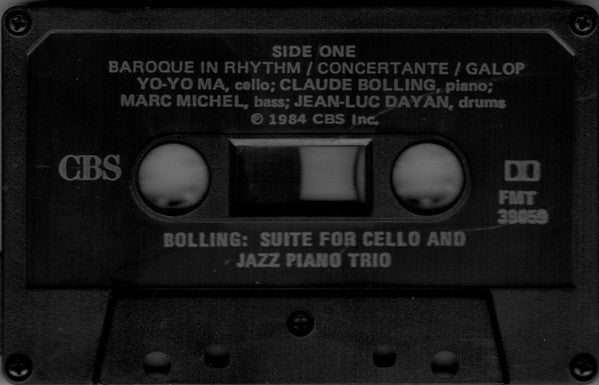 SIDE ONE
BAROQUE IN RHYTHM / CONCERTANTE / GALOP
YO-YO MA, cello; CLAUDE BOLLING, piano;
MARC MICHEL, bass; JEAN-LUC DAYAN, drums
℗ 1984 CBS Inc.
CBS
FMT
39059
BOLLING: SUITE FOR CELLO AND
JAZZ PIANO TRIO